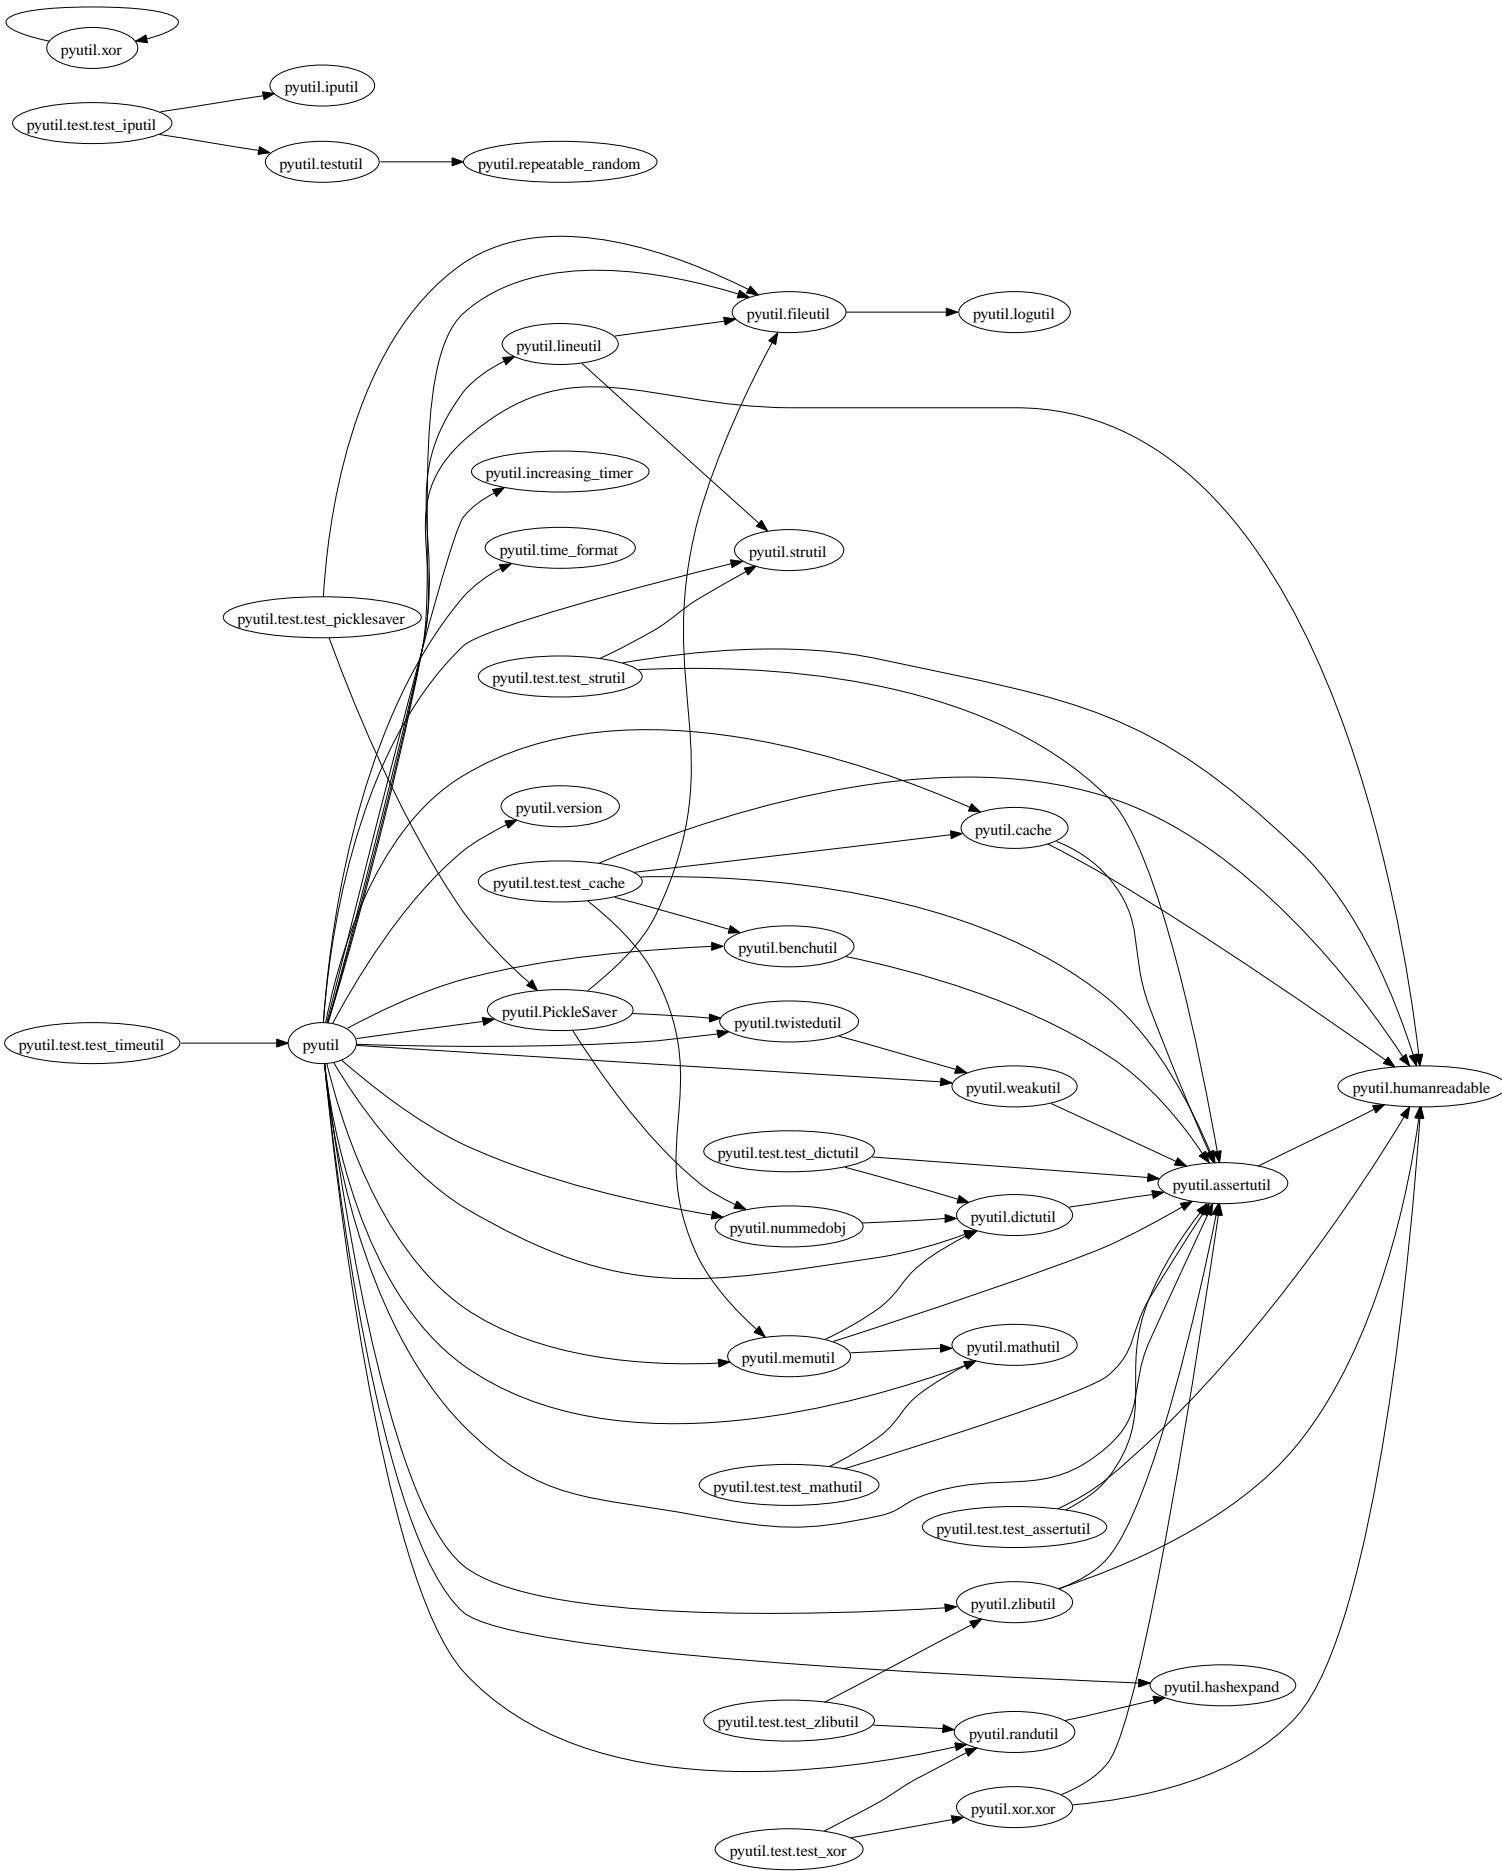 pyutil.xor
pyutil.iputil
pyutil.test.test_iputil
pyutil.testutil
pyutil.repeatable_random
pyutil.fileutil
pyutil.logutil
pyutil.lineutil
pyutil.increasing_timer
pyutil.time_format
pyutil.strutil
pyutil.test.test_picklesaver
pyutil.test.test_strutil
pyutil.version
pyutil.cache
pyutil.test.test_cache
pyutil.benchutil
pyutil.PickleSaver
pyutil.twistedutil
pyutil.test.test_timeutil
pyutil
pyutil.weakutil
pyutil.humanreadable
pyutil.test.test_dictutil
pyutil.assertutil
pyutil.dictutil
pyutil.nummedobj
pyutil.mathutil
pyutil.memutil
pyutil.test.test_mathutil
pyutil.test.test_assertutil
pyutil.zlibutil
pyutil.hashexpand
pyutil.test.test_zlibutil
pyutil.randutil
pyutil.xor.xor
pyutil.test.test_xor